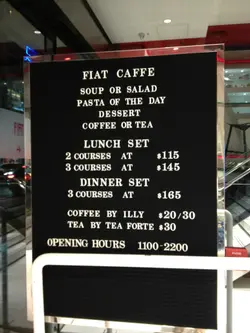 FIAT CAFFE
SOUP OR SALAD
PASTA OF THE DAY
DESSERT
COFFEE OR TEA
LUNCH SET
2 COURSES AT $115
3 COURSES AT $145
DINNER SET
3 COURSES AT $165
COFFEE BY ILLY $20/30
TEA BY TEA FORTE $30
OPENING HOURS 1100-2200